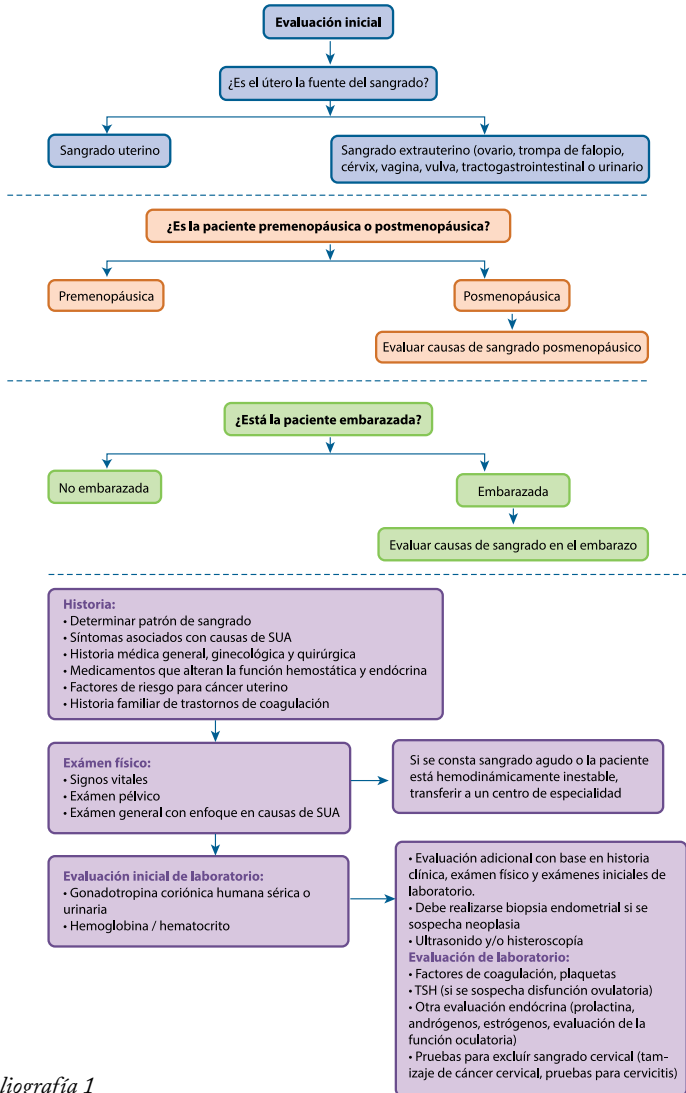 Evaluación inicial
¿Es el útero la fuente del sangrado?
Sangrado uterino
Sangrado extrauterino (ovario, trompa de falopio,
cérvix, vagina, vulva, tractogastrointestinal o urinario
¿Es la paciente premenopáusica o postmenopáusica?
Premenopáusica
Posmenopáusica
Evaluar causas de sangrado posmenopáusico
¿Está la paciente embarazada?
No embarazada
Embarazada
Evaluar causas de sangrado en el embarazo
Historia:
• Determinar patrón de sangrado
• Síntomas asociados con causas de SUA
• Historia médica general, ginecológica y quirúrgica
• Medicamentos que alteran la función hemostática y endócrina
• Factores de riesgo para cáncer uterino
• Historia familiar de trastornos de coagulación
Exámen físico:
• Signos vitales
• Exámen pélvico
• Exámen general con enfoque en causas de SUA
Si se consta sangrado agudo o la paciente
está hemodinámicamente inestable,
transferir a un centro de especialidad
Evaluación inicial de laboratorio:
• Gonadotropina coriónica humana sérica o
urinaria
• Hemoglobina / hematocrito
• Evaluación adicional con base en historia
clínica, exámen físico y exámenes iniciales de
laboratorio.
• Debe realizarse biopsia endometrial si se
sospecha neoplasia
• Ultrasonido y/o histeroscopía
Evaluación de laboratorio:
• Factores de coagulación, plaquetas
• TSH (si se sospecha disfunción ovulatoria)
• Otra evaluación endócrina (prolactina,
andrógenos, estrógenos, evaluación de la
función oculatoria)
• Pruebas para excluír sangrado cervical (tam-
izaje de cáncer cervical, pruebas para cervicitis)
liografía 1